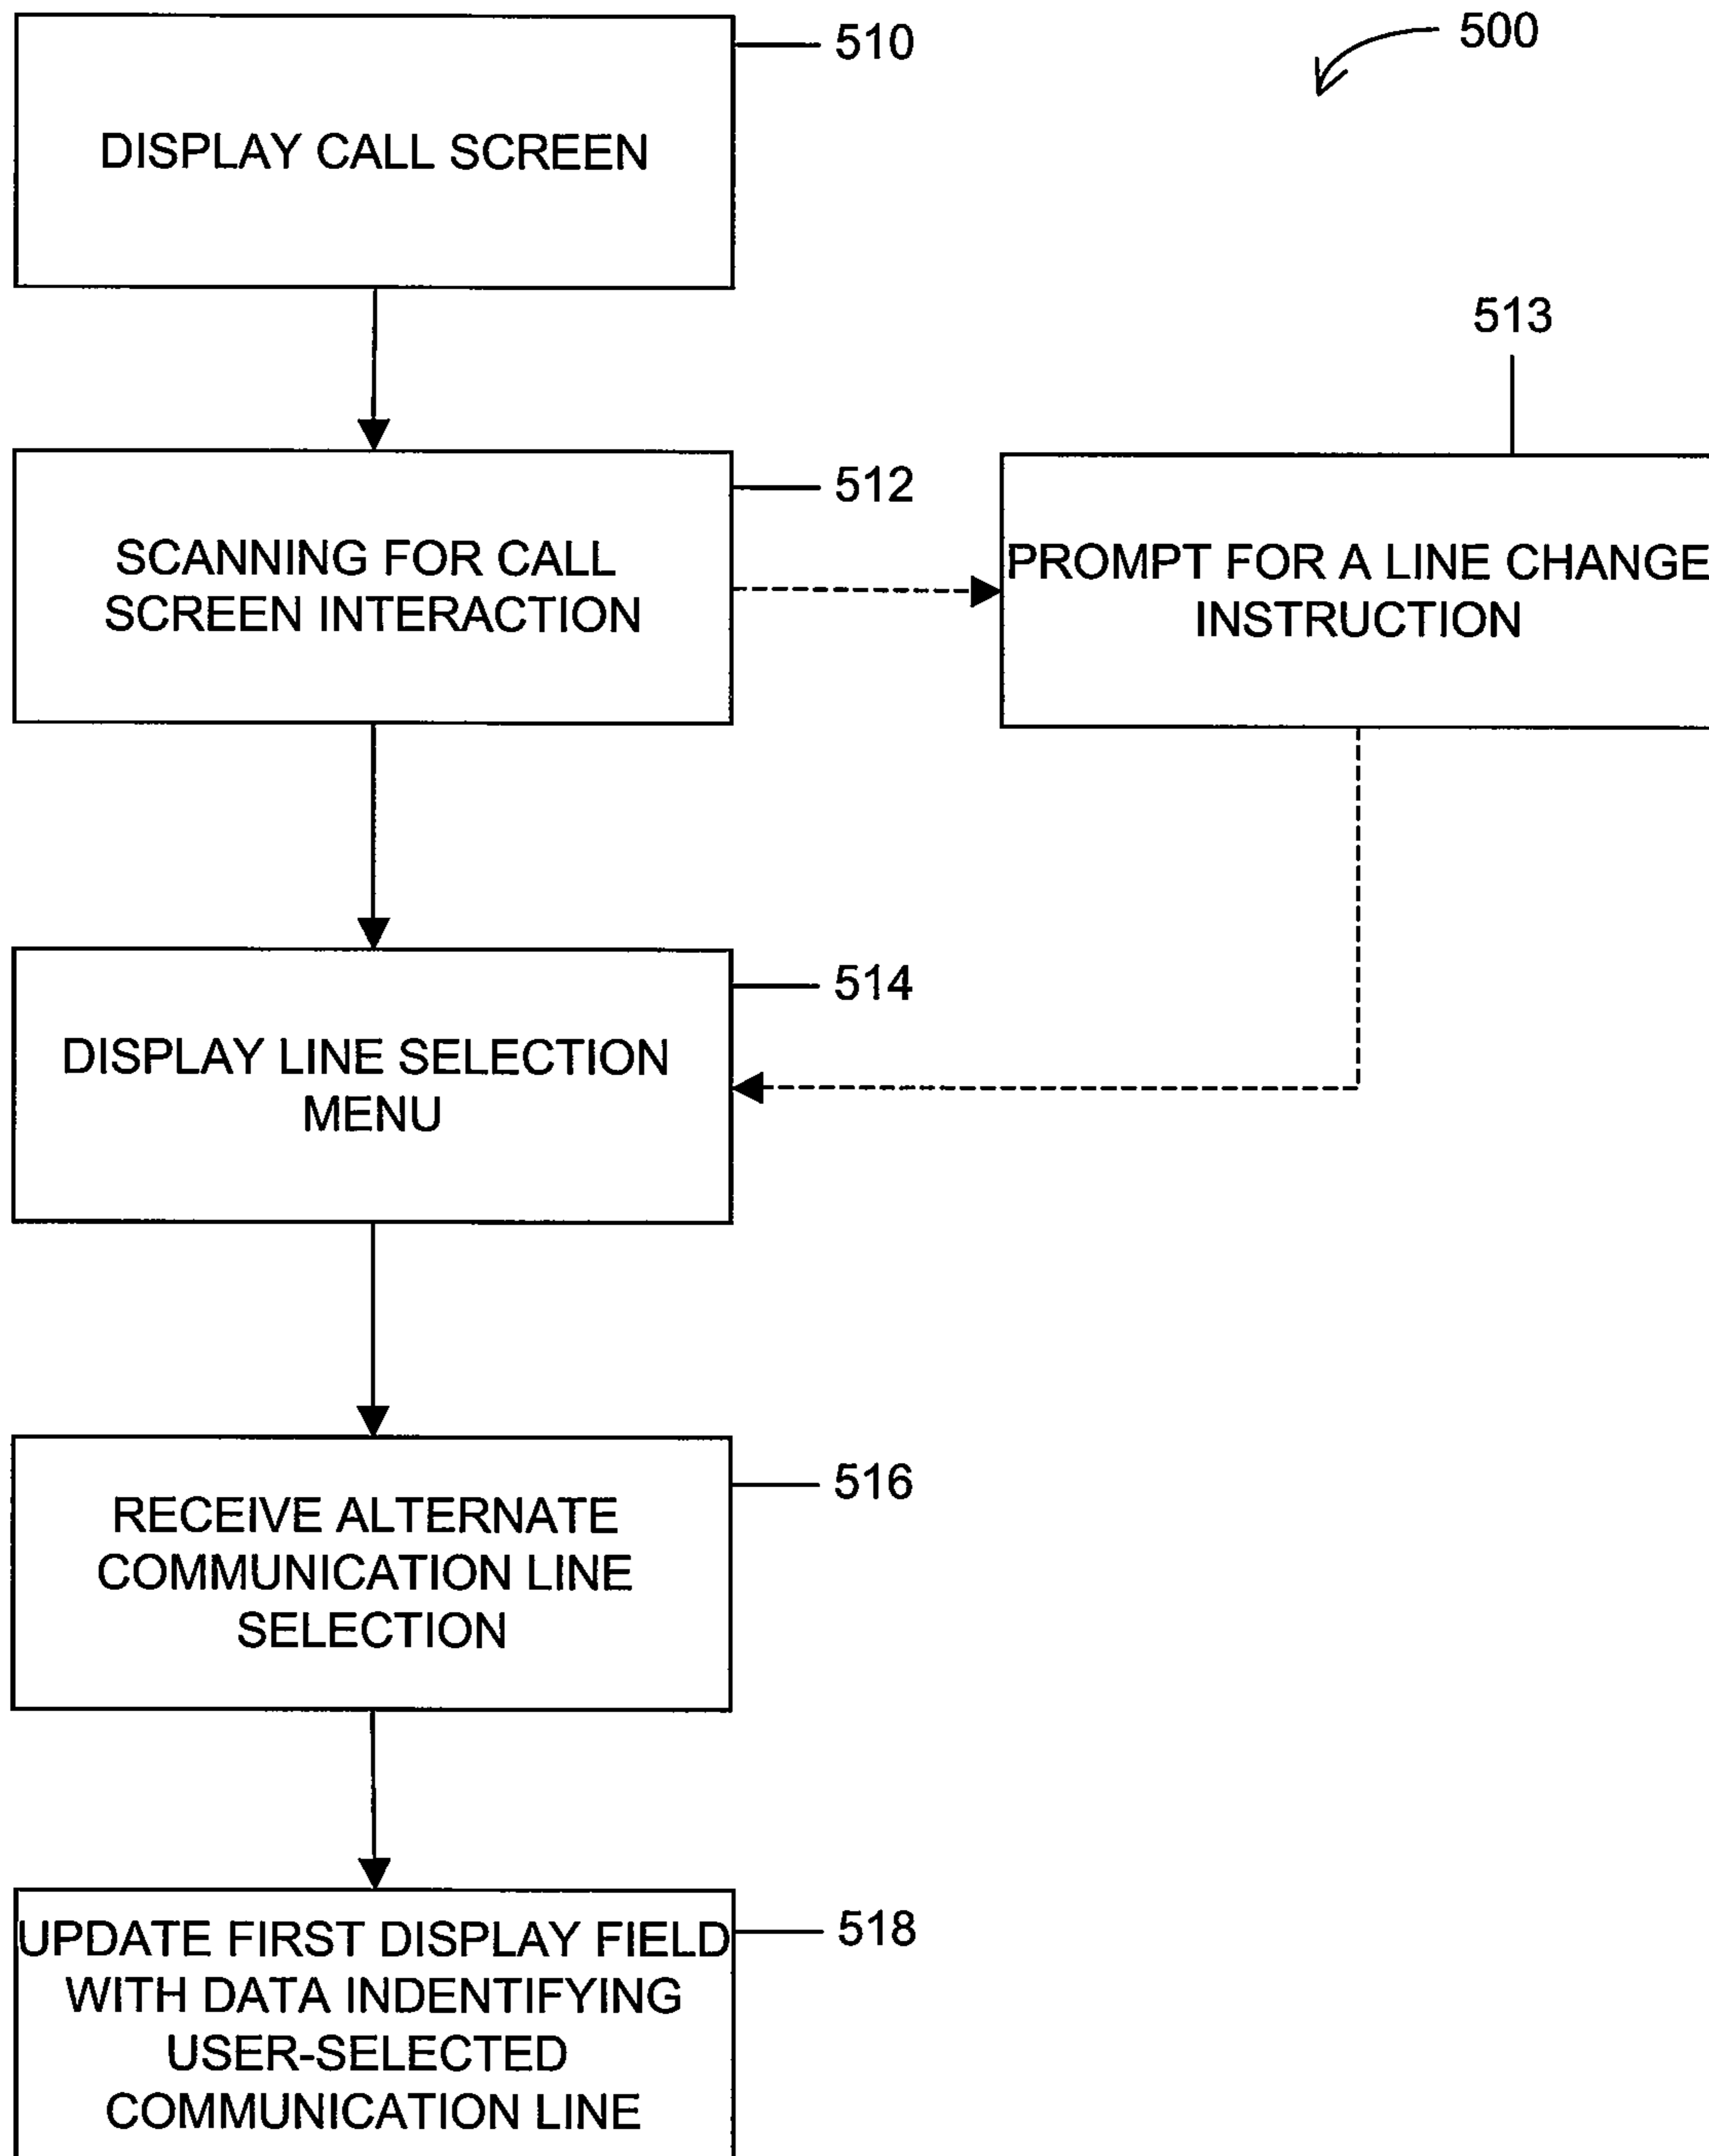 500
510
DISPLAY CALL SCREEN
513
512
SCANNING FOR CALL
SCREEN INTERACTION
PROMPT FOR A LINE CHANGE
INSTRUCTION
514
DISPLAY LINE SELECTION
MENU
516
RECEIVE ALTERNATE
COMMUNICATION LINE
SELECTION
518
UPDATE FIRST DISPLAY FIELD
WITH DATA INDENTIFYING
USER-SELECTED
COMMUNICATION LINE